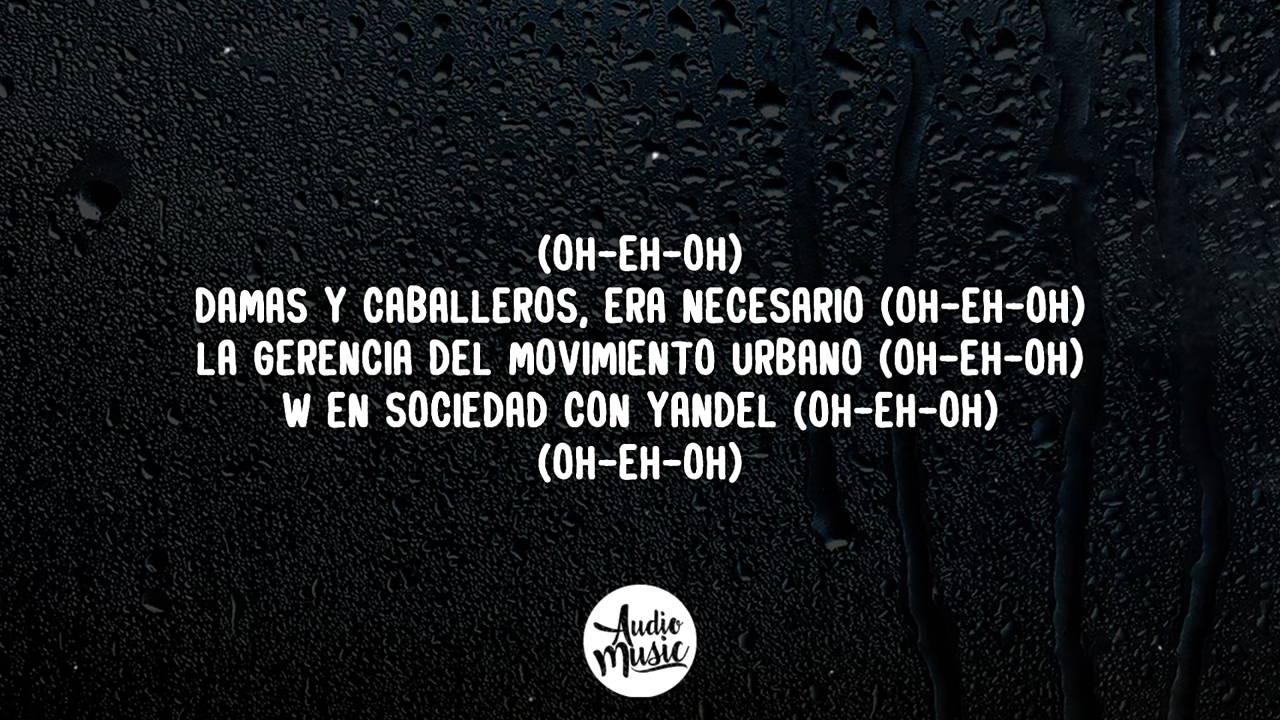 (OH-EH-OH)
DAMAS Y CABALLEROS, ERA NECESARIO (OH-EH-OH)
LA GERENCIA DEL MOVIMIENTO URBANO (OH-EH-OH)
W EN SOCIEDAD CON YANDEL (OH-EH-OH)
(OH-EH-OH)
Audio
Music